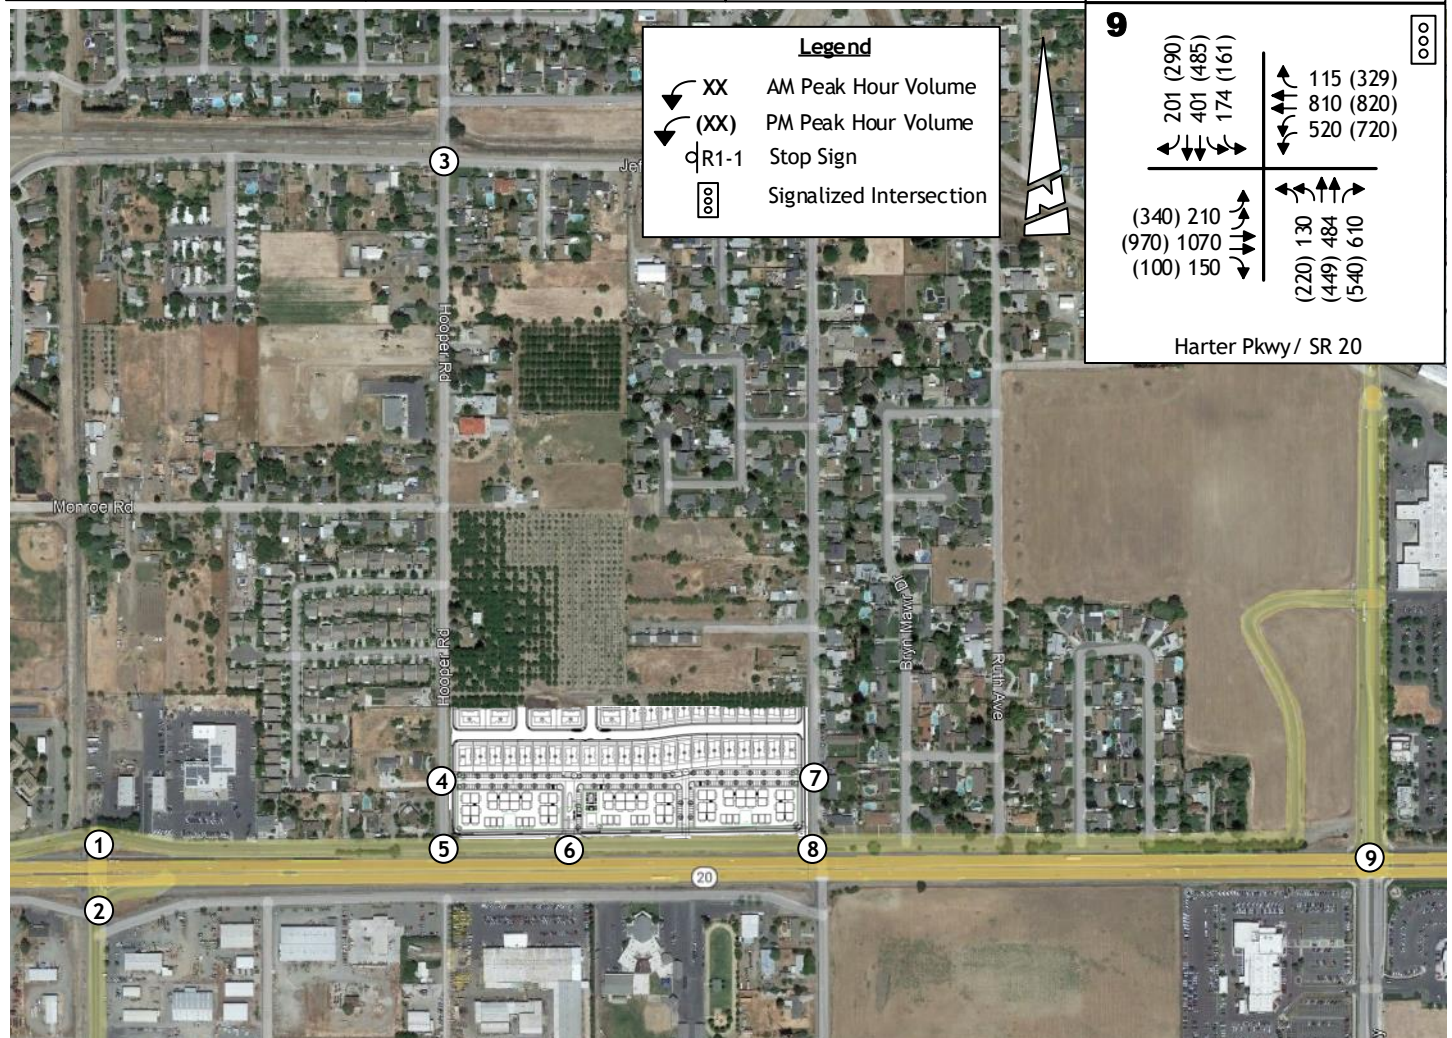 Legend
XX AM Peak Hour Volume
(XX) PM Peak Hour Volume
R1-1 Stop Sign
Signalized Intersection
9
201 (290)
401 (485)
174 (161)
115 (329)
810 (820)
520 (720)
(340) 210
(970) 1070
(100) 150
(220) 130
(449) 484
(540) 610
Harter Pkwy / SR 20
N
3
Jef
Hooper Rd
Monroe Rd
Bryn Mawr
Hooper Rd
Ruth Ave
4
7
1
5
6
8
9
20
2